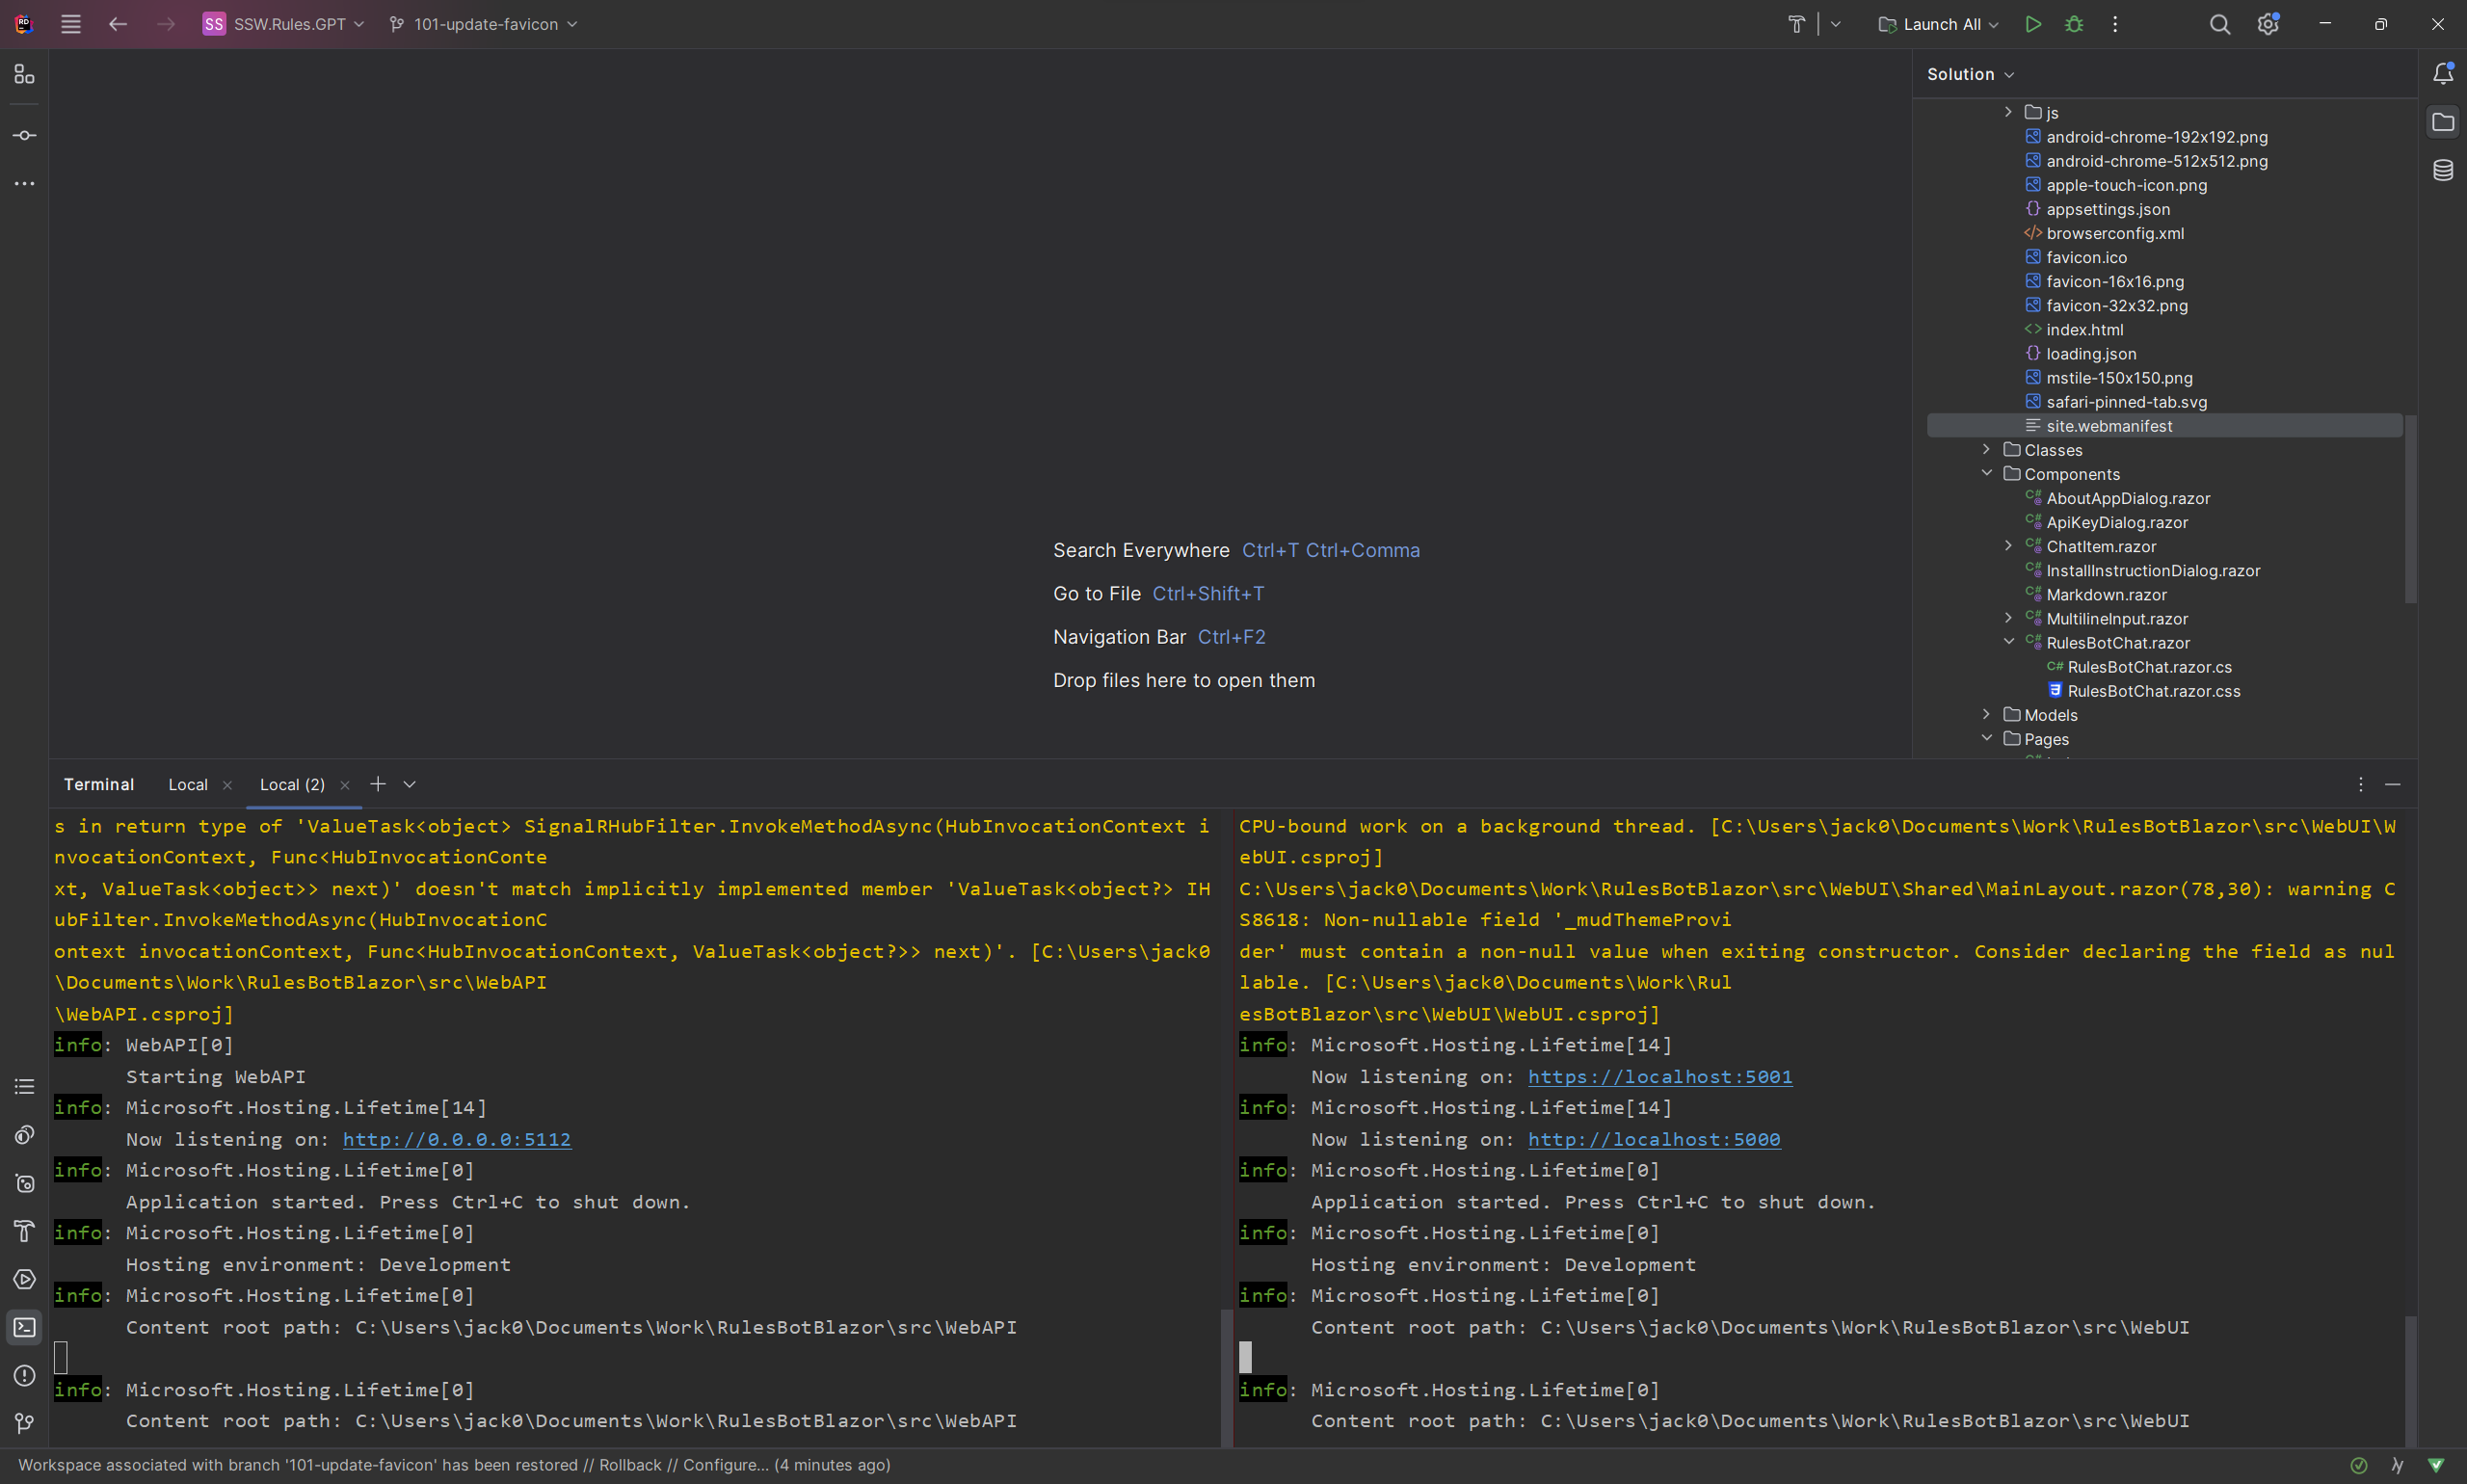 SS SSW.Rules.GPT 101-update-favicon Launch All
Solution
js
android-chrome-192x192.png
android-chrome-512x512.png
apple-touch-icon.png
appsettings.json
browserconfig.xml
favicon.ico
favicon-16x16.png
favicon-32x32.png
index.html
loading.json
mstile-150x150.png
safari-pinned-tab.svg
site.webmanifest
Classes
Components
AboutAppDialog.razor
ApiKeyDialog.razor
ChatItem.razor
InstallInstructionDialog.razor
Markdown.razor
MultilineInput.razor
RulesBotChat.razor
C# RulesBotChat.razor.cs
RulesBotChat.razor.css
Models
Pages
Search Everywhere Ctrl+T Ctrl+Comma
Go to File Ctrl+Shift+T
Navigation Bar Ctrl+F2
Drop files here to open them
Terminal Local Local (2)
s in return type of 'ValueTask<object> SignalRHubFilter.InvokeMethodAsync(HubInvocationContext i
nvocationContext, Func<HubInvocationConte
xt, ValueTask<object>> next)' doesn't match implicitly implemented member 'ValueTask<object?> IH
ubFilter.InvokeMethodAsync(HubInvocationC
ontext invocationContext, Func<HubInvocationContext, ValueTask<object?>> next)'. [C:\Users\jack0
\Documents\Work\RulesBotBlazor\src\WebAPI
\WebAPI.csproj]
info: WebAPI[0]
Starting WebAPI
info: Microsoft.Hosting.Lifetime[14]
Now listening on: http://0.0.0.0:5112
info: Microsoft.Hosting.Lifetime[0]
Application started. Press Ctrl+C to shut down.
info: Microsoft.Hosting.Lifetime[0]
Hosting environment: Development
info: Microsoft.Hosting.Lifetime[0]
Content root path: C:\Users\jack0\Documents\Work\RulesBotBlazor\src\WebAPI
info: Microsoft.Hosting.Lifetime[0]
Content root path: C:\Users\jack0\Documents\Work\RulesBotBlazor\src\WebAPI
CPU-bound work on a background thread. [C:\Users\jack0\Documents\Work\RulesBotBlazor\src\WebUI\W
ebUI.csproj]
C:\Users\jack0\Documents\Work\RulesBotBlazor\src\WebUI\Shared\MainLayout.razor(78,30): warning C
S8618: Non-nullable field '_mudThemeProvi
der' must contain a non-null value when exiting constructor. Consider declaring the field as nul
lable. [C:\Users\jack0\Documents\Work\Rul
esBotBlazor\src\WebUI\WebUI.csproj]
info: Microsoft.Hosting.Lifetime[14]
Now listening on: https://localhost:5001
info: Microsoft.Hosting.Lifetime[14]
Now listening on: http://localhost:5000
info: Microsoft.Hosting.Lifetime[0]
Application started. Press Ctrl+C to shut down.
info: Microsoft.Hosting.Lifetime[0]
Hosting environment: Development
info: Microsoft.Hosting.Lifetime[0]
Content root path: C:\Users\jack0\Documents\Work\RulesBotBlazor\src\WebUI
info: Microsoft.Hosting.Lifetime[0]
Content root path: C:\Users\jack0\Documents\Work\RulesBotBlazor\src\WebUI
Workspace associated with branch '101-update-favicon' has been restored // Rollback // Configure... (4 minutes ago)